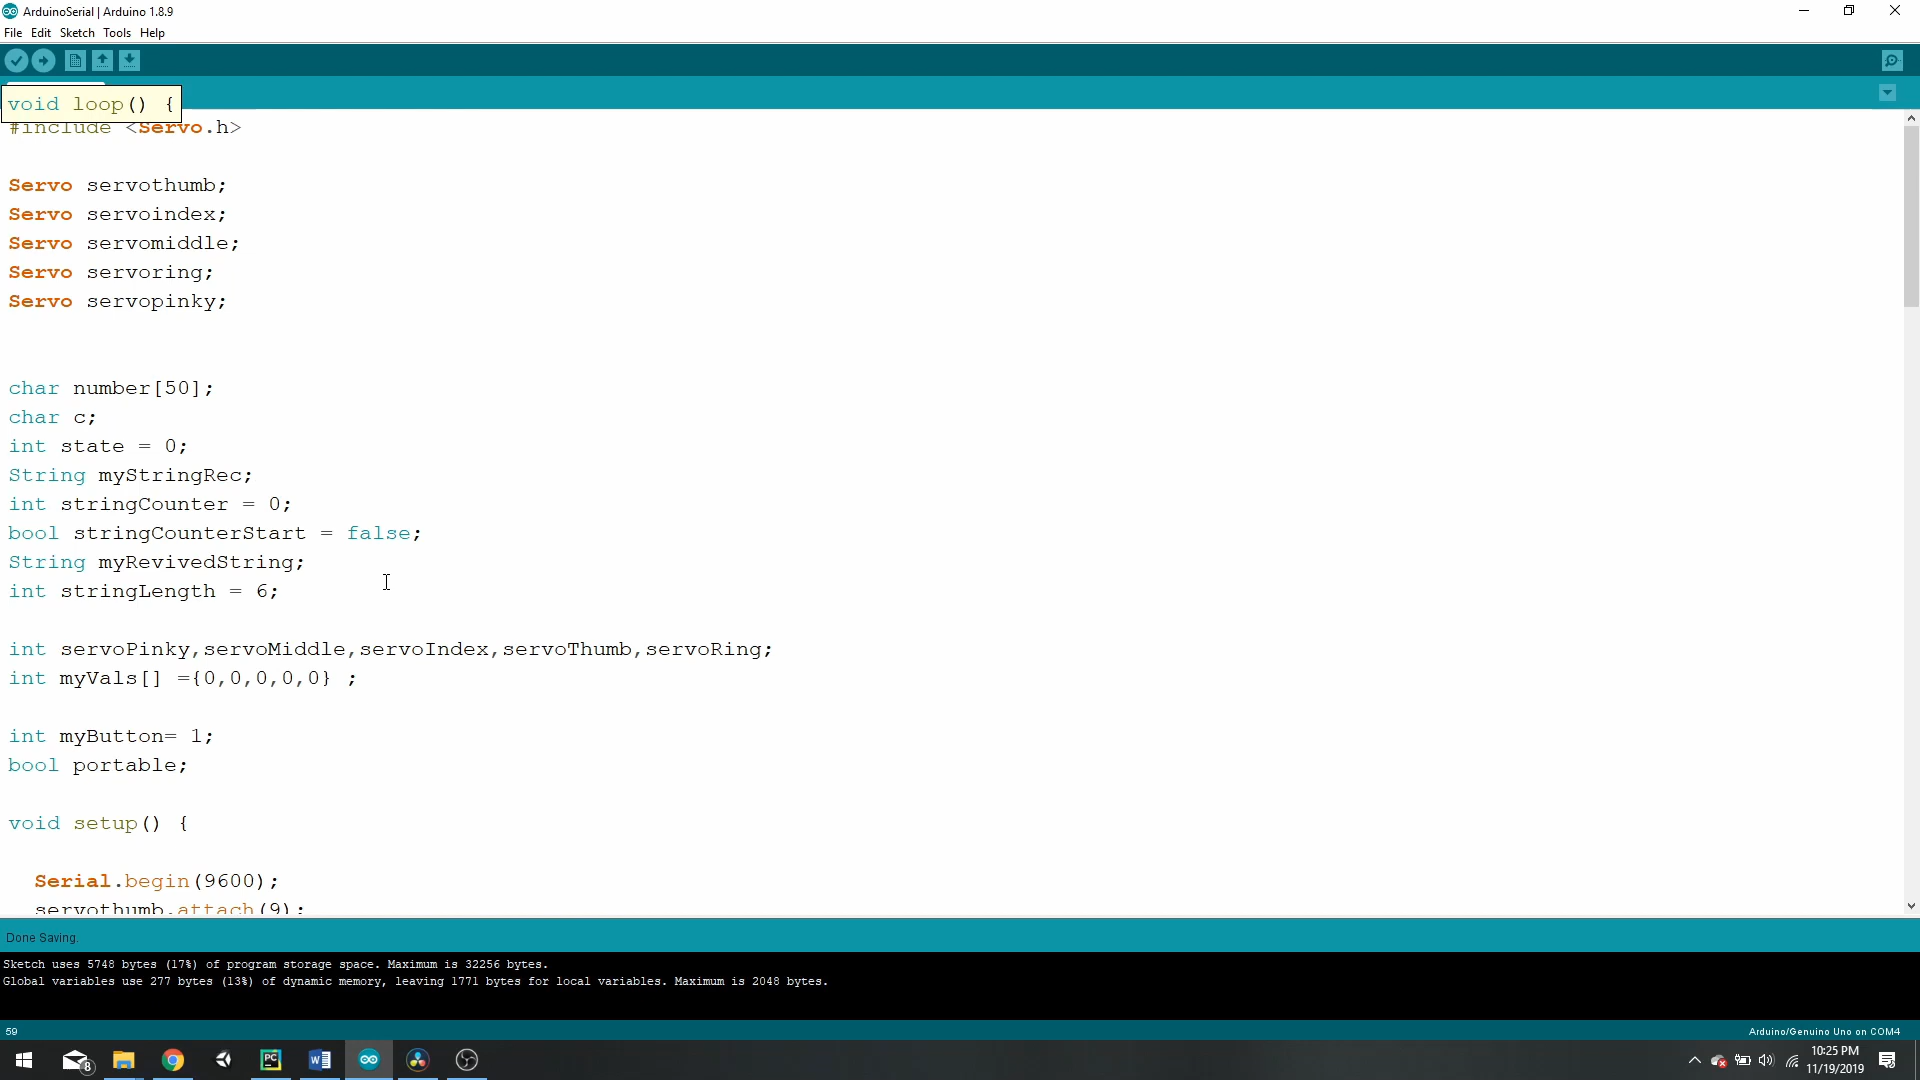 ArduinoSerial | Arduino 1.8.9
File Edit Sketch Tools Help
void loop() {
#include <Servo.h>
Servo servothumb;
Servo servoindex;
Servo servomiddle;
Servo servoring;
Servo servopinky;
char number[50];
char c;
int state = 0;
String myStringRec;
int stringCounter = 0;
bool stringCounterStart = false;
String myRevivedString;
int stringLength = 6;
int servoPinky,servoMiddle,servoIndex,servoThumb,servoRing;
int myVals[] ={0,0,0,0,0} ;
int myButton= 1;
bool portable;
void setup() {
Serial.begin(9600);
servothumb.attach(9);
Done Saving.
Sketch uses 5748 bytes (17%) of program storage space. Maximum is 32256 bytes.
Global variables use 277 bytes (13%) of dynamic memory, leaving 1771 bytes for local variables. Maximum is 2048 bytes.
59
Arduino/Genuino Uno on COM4
8
PC
10:25 PM
11/19/2019